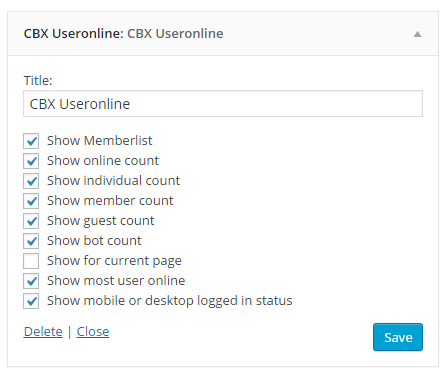 CBX Useronline: CBX Useronline
Title:
CBX Useronline
Show Memberlist
Show online count
Show individual count
Show member count
Show guest count
Show bot count
Show for current page
Show most user online
Show mobile or desktop logged in status
Delete | Close
Save